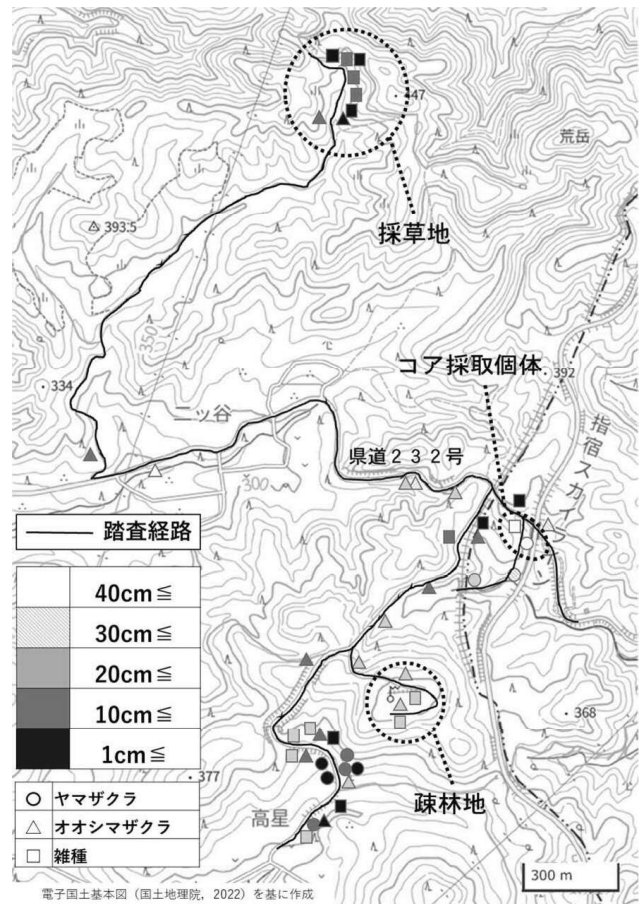 447
荒岳
393.5
採草地
350
コア採取個体
392
334
二ッ谷
県道２３２号
指宿スカイライン
300
踏査経路
40cm≦
30cm≦
20cm≦
10cm≦
1cm≦
368
377
ヤマザクラ
オオシマザクラ
雑種
高星
疎林地
300 m
電子国土基本図（国土地理院，2022）を基に作成